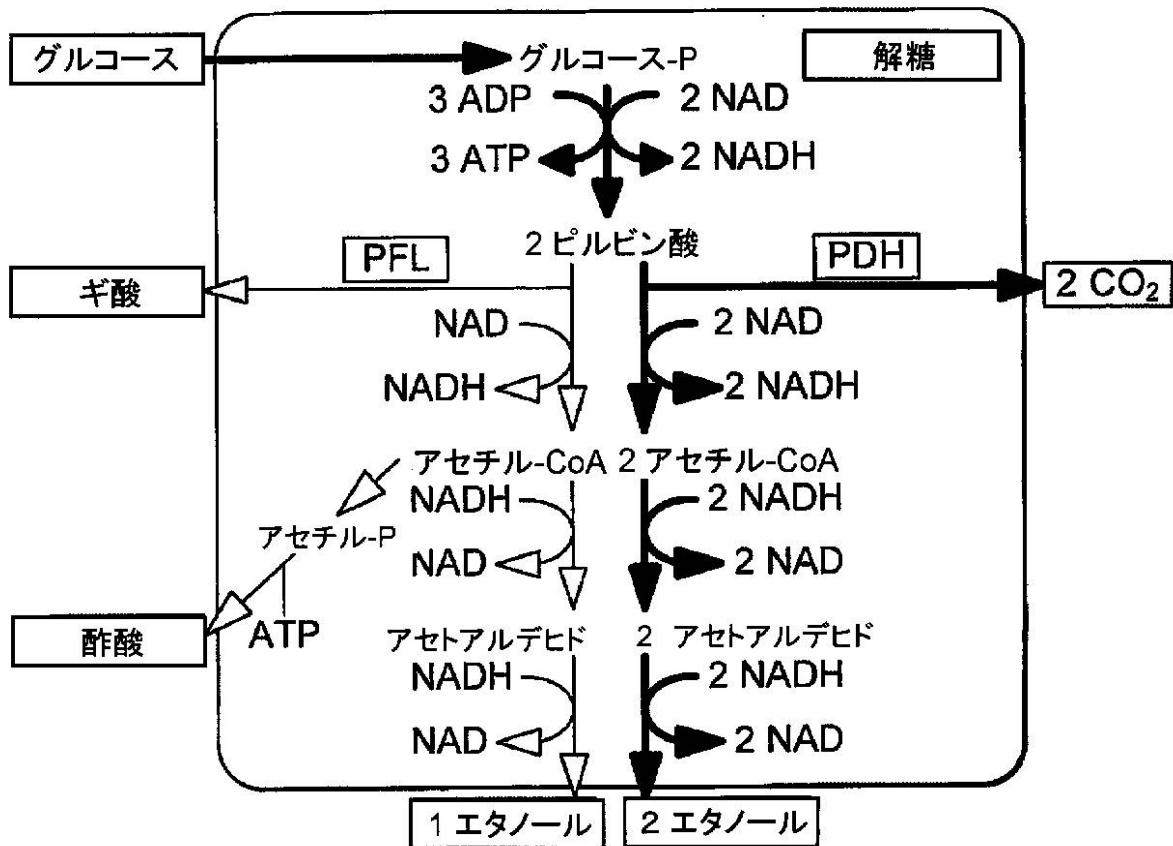 グルコース
グルコース-P
解糖
3 ADP
2 NAD
3 ATP
2 NADH
2 ピルビン酸
PFL
PDH
ギ酸
2 CO₂
NAD
2 NAD
NADH
2 NADH
アセチル-CoA
2 アセチル-CoA
NADH
2 NADH
アセチル-P
NAD
2 NAD
酢酸
ATP
アセトアルデヒド
2 アセトアルデヒド
NADH
2 NADH
NAD
2 NAD
1 エタノール
2 エタノール